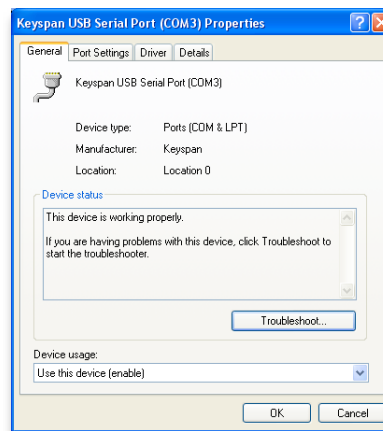 Keyspan USB Serial Port (COM3) Properties
General Port Settings Driver Details
Keyspan USB Serial Port (COM3)
Device type: Ports (COM & LPT)
Manufacturer: Keyspan
Location: Location 0
Device status
This device is working properly.
If you are having problems with this device, click Troubleshoot to
start the troubleshooter.
Troubleshoot...
Device usage:
Use this device (enable)
OK Cancel